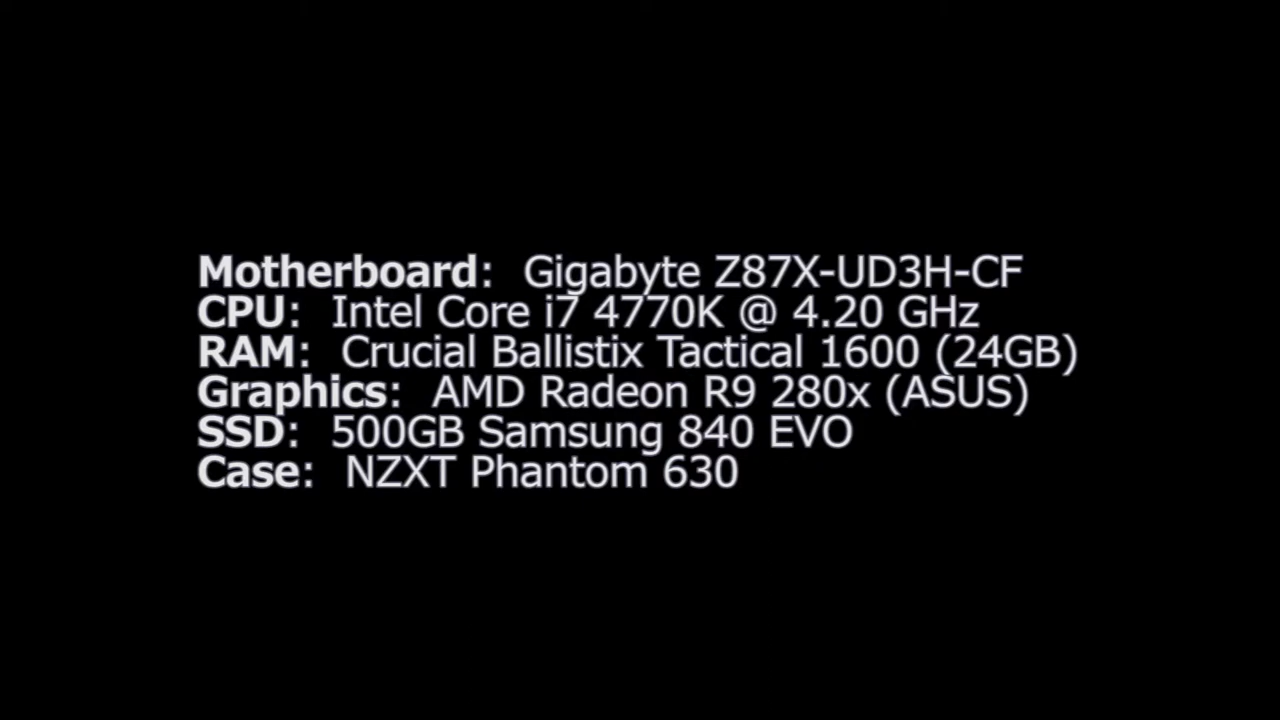 Motherboard: Gigabyte Z87X-UD3H-CF
CPU: Intel Core i7 4770K @ 4.20 GHz
RAM: Crucial Ballistix Tactical 1600 (24GB)
Graphics: AMD Radeon R9 280x (ASUS)
SSD: 500GB Samsung 840 EVO
Case: NZXT Phantom 630